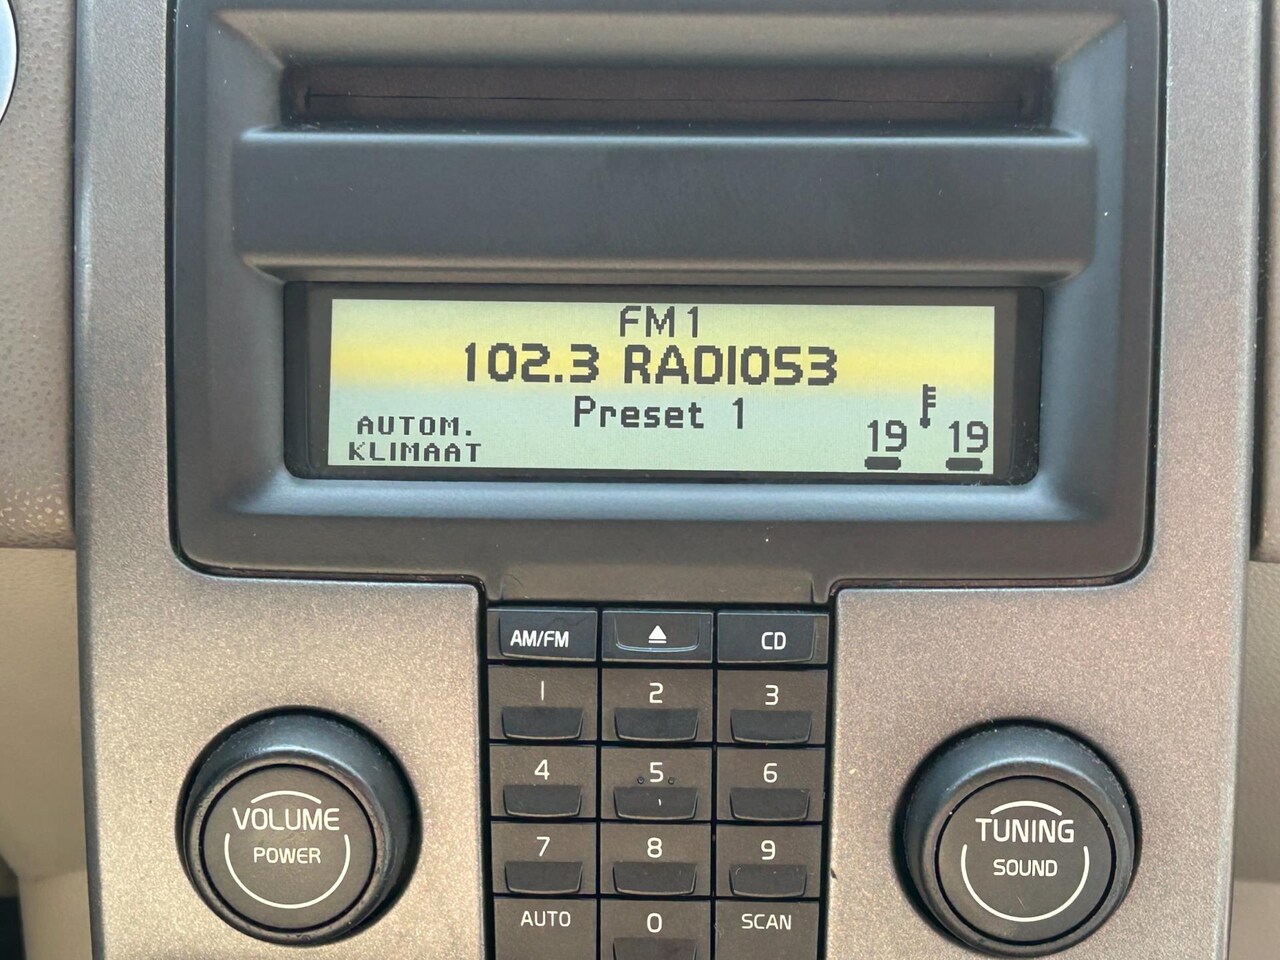 FM1
102.3 RADIOS3
Preset 1
AUTOM.
KLIMAAT
19 19
AM/FM CD
1 2 3
4 5 6
7 8 9
AUTO 0 SCAN
VOLUME
POWER
TUNING
SOUND